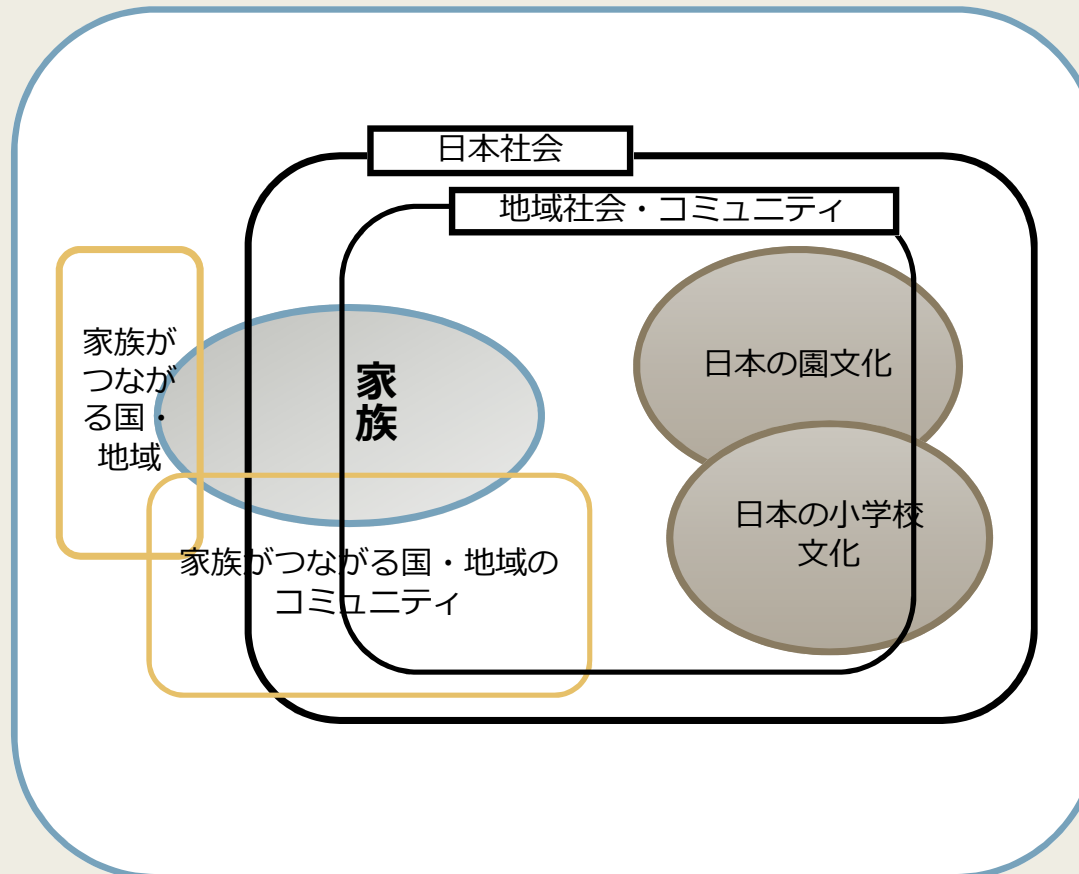 日本社会
地域社会・コミュニティ
家族が
つながる国・
地域
家族
日本の園文化
日本の小学校
文化
家族がつながる国・地域の
コミュニティ